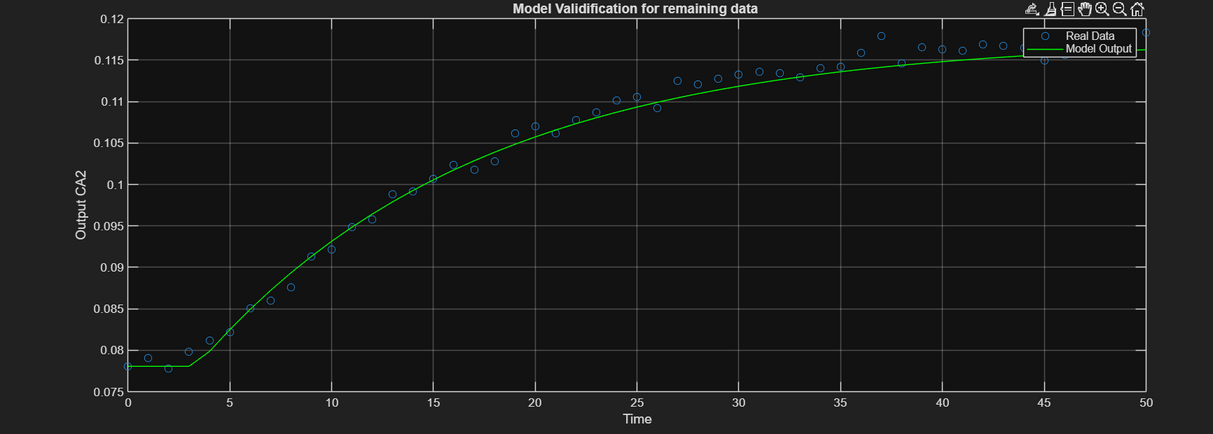 Model Validification for remaining data
0.12
0.115
0.11
0.105
0.1
0.095
0.09
0.085
0.08
0.075
Output CA2
Real Data
Model Output
0 5 10 15 20 25 30 35 40 45 50
Time